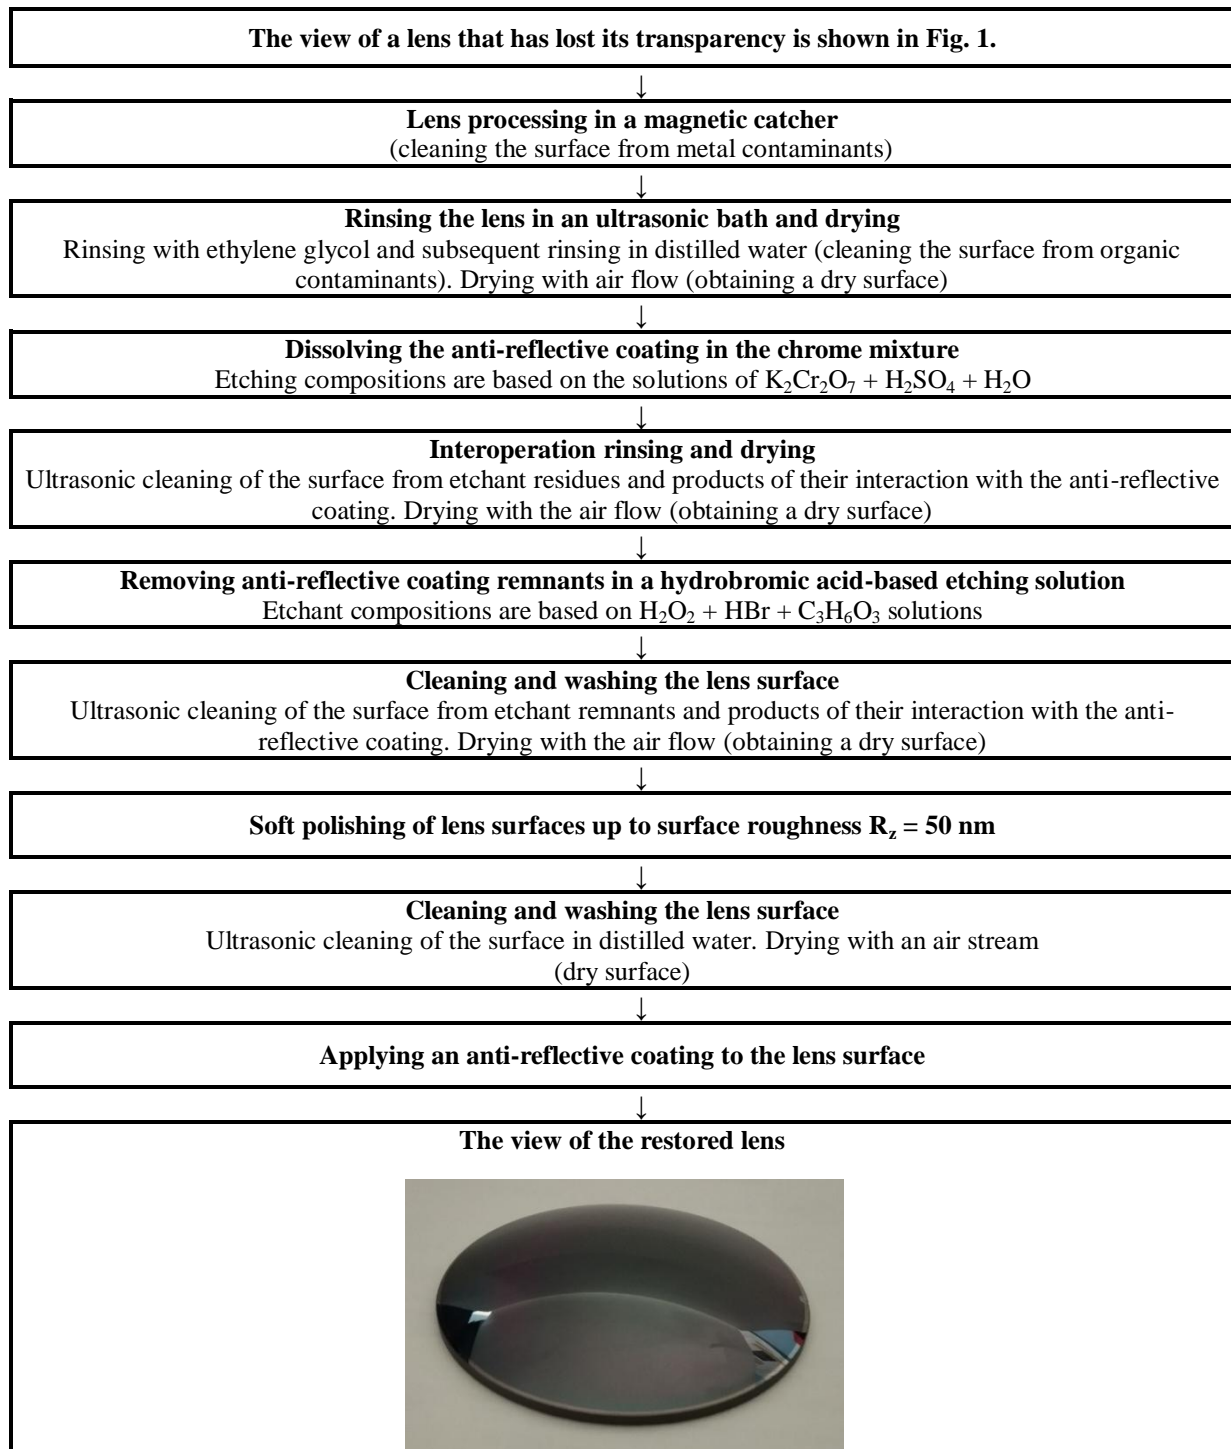 The view of a lens that has lost its transparency is shown in Fig. 1.
↓
Lens processing in a magnetic catcher
(cleaning the surface from metal contaminants)
↓
Rinsing the lens in an ultrasonic bath and drying
Rinsing with ethylene glycol and subsequent rinsing in distilled water (cleaning the surface from organic
contaminants). Drying with air flow (obtaining a dry surface)
↓
Dissolving the anti-reflective coating in the chrome mixture
Etching compositions are based on the solutions of K₂Cr₂O₇ + H₂SO₄ + H₂O
↓
Interoperation rinsing and drying
Ultrasonic cleaning of the surface from etchant residues and products of their interaction with the anti-reflective
coating. Drying with the air flow (obtaining a dry surface)
↓
Removing anti-reflective coating remnants in a hydrobromic acid-based etching solution
Etchant compositions are based on H₂O₂ + HBr + C₃H₆O₃ solutions
↓
Cleaning and washing the lens surface
Ultrasonic cleaning of the surface from etchant remnants and products of their interaction with the anti-
reflective coating. Drying with the air flow (obtaining a dry surface)
↓
Soft polishing of lens surfaces up to surface roughness R_z = 50 nm
↓
Cleaning and washing the lens surface
Ultrasonic cleaning of the surface in distilled water. Drying with an air stream
(dry surface)
↓
Applying an anti-reflective coating to the lens surface
↓
The view of the restored lens